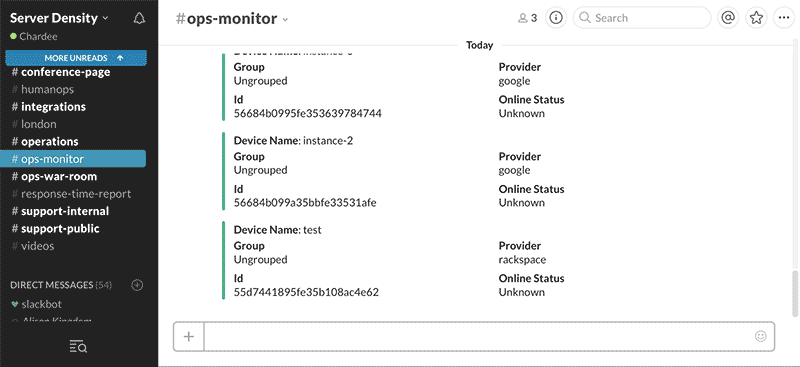 Server Density
Chardee
MORE UNREADS ↑
# conference-page
# humanops
# integrations
# london
# operations
# ops-monitor
# ops-war-room
# response-time-report
# support-internal
# support-public
# videos
DIRECT MESSAGES (54)
slackbot
Alison Kingdom
#ops-monitor
3
Search
Today
Device Name:
Group Provider
Ungrouped google
Id Online Status
56684b0995fe353639784744 Unknown
Device Name: instance-2
Group Provider
Ungrouped google
Id Online Status
56684b099a35bbfe33531afe Unknown
Device Name: test
Group Provider
Ungrouped rackspace
Id Online Status
55d7441895fe35b108ac4e62 Unknown